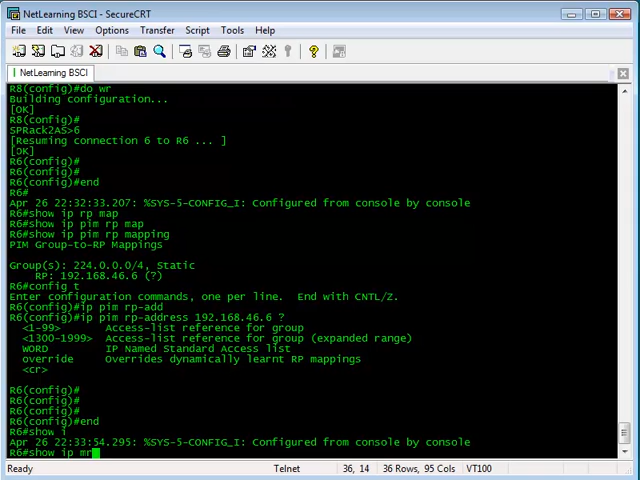 NetLearning BSCI - SecureCRT
File Edit View Options Transfer Script Tools Help
NetLearning BSCI
R8(config)#do wr
Building configuration...
[OK]
R8(config)#
SPRack2AS>6
[Resuming connection 6 to R6 ... ]
[OK]
R6(config)#
R6(config)#
R6(config)#end
R6#
Apr 26 22:32:33.207: %SYS-5-CONFIG_I: Configured from console by console
R6#show ip rp map
R6#show ip pim rp map
R6#show ip pim rp mapping
PIM Group-to-RP Mappings
Group(s): 224.0.0.0/4, Static
RP: 192.168.46.6 (?)
R6#config t
Enter configuration commands, one per line.  End with CNTL/Z.
R6(config)#ip pim rp-add
R6(config)#ip pim rp-address 192.168.46.6 ?
<1-99>       Access-list reference for group
<1300-1999>  Access-list reference for group (expanded range)
WORD         IP Named Standard Access list
override     Overrides dynamically learnt RP mappings
<cr>
R6(config)#
R6(config)#
R6(config)#
R6(config)#end
R6#show i
Apr 26 22:33:54.295: %SYS-5-CONFIG_I: Configured from console by console
R6#show ip mr
Ready Telnet 36, 14 36 Rows, 95 Cols VT100